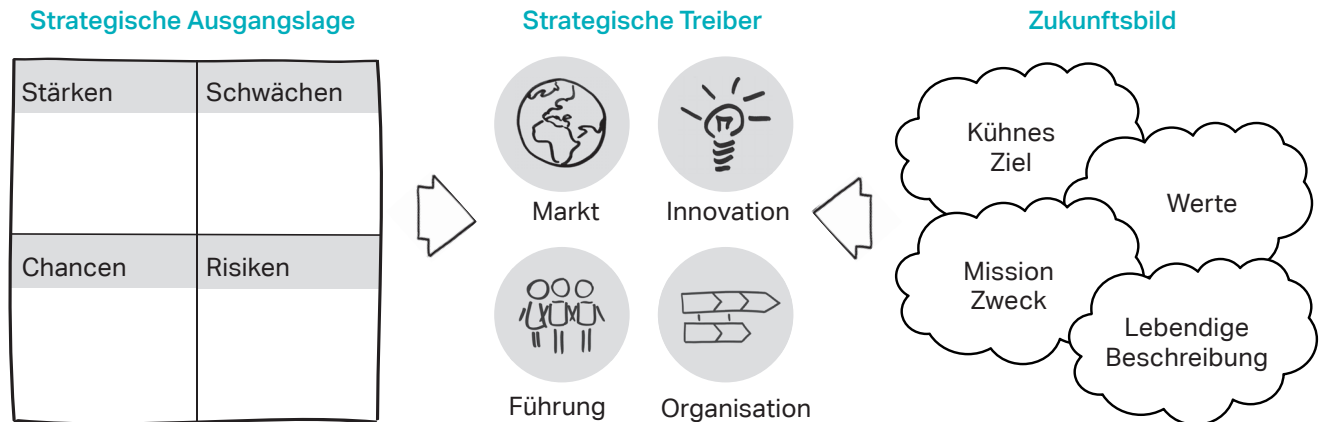 Strategische Ausgangslage
Stärken
Schwächen
Chancen
Risiken
Strategische Treiber
Markt
Innovation
Führung
Organisation
Zukunftsbild
Kühnes
Ziel
Werte
Mission
Zweck
Lebendige
Beschreibung